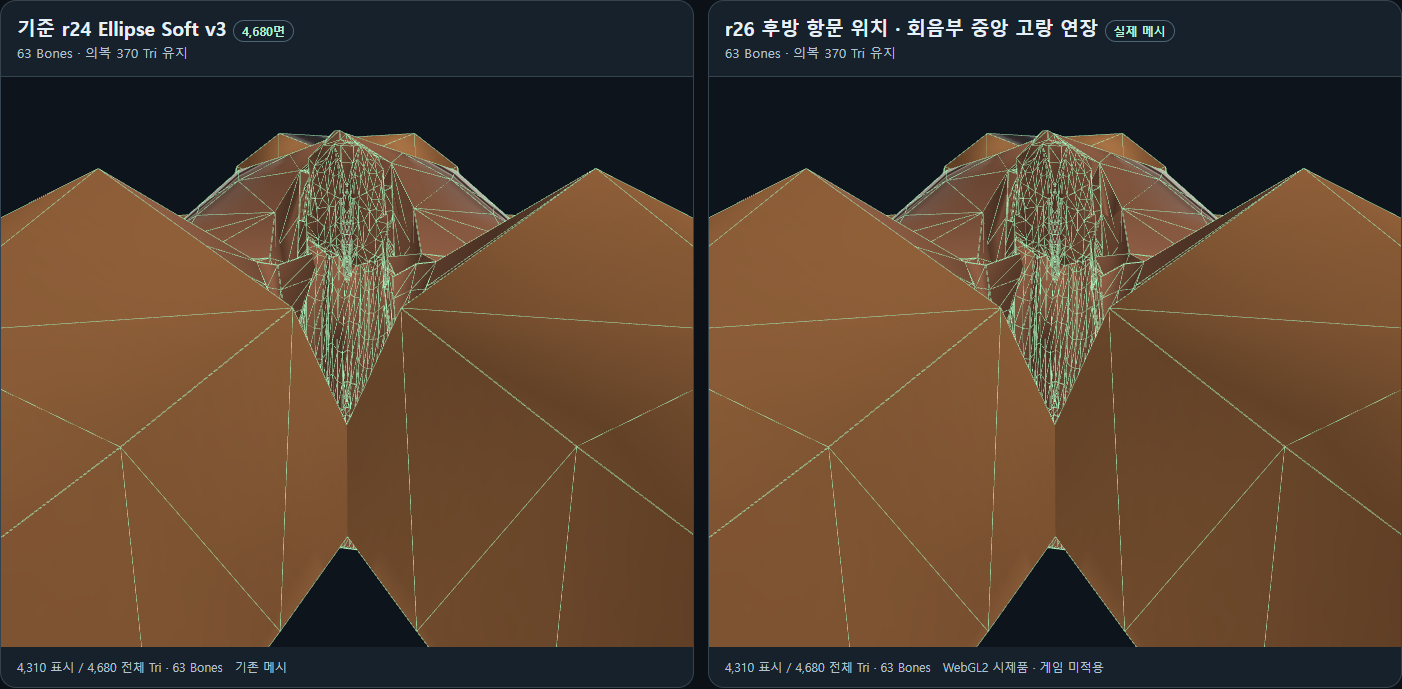 기준 r24 Ellipse Soft v3 4,680면
63 Bones · 의복 370 Tri 유지
4,310 표시 / 4,680 전체 Tri · 63 Bones 기존 메시
r26 후방 항문 위치 · 회음부 중앙 고랑 연장 실제 메시
63 Bones · 의복 370 Tri 유지
4,310 표시 / 4,680 전체 Tri · 63 Bones WebGL2 시제품 · 게임 미적용